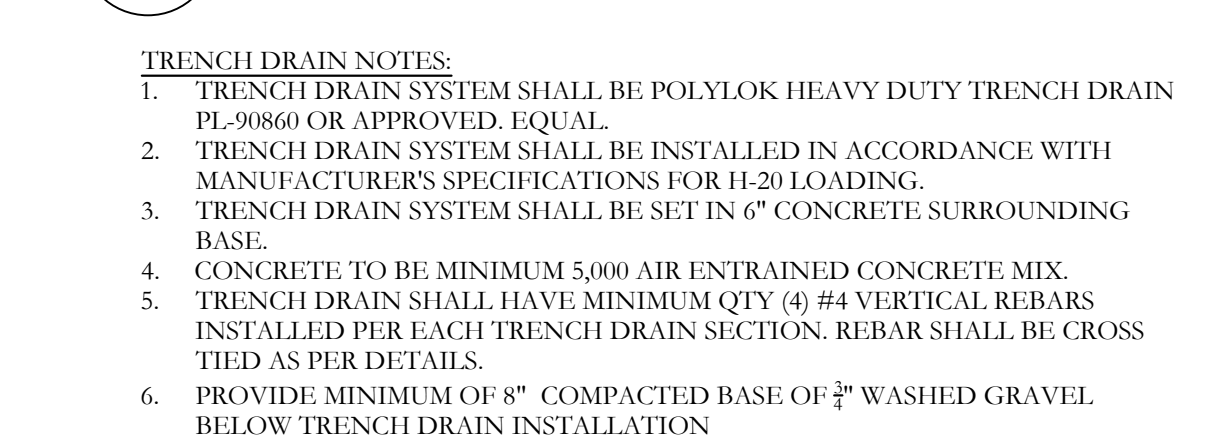 TRENCH DRAIN NOTES:
1. TRENCH DRAIN SYSTEM SHALL BE POLYLOK HEAVY DUTY TRENCH DRAIN
PL-90860 OR APPROVED. EQUAL.
2. TRENCH DRAIN SYSTEM SHALL BE INSTALLED IN ACCORDANCE WITH
MANUFACTURER'S SPECIFICATIONS FOR H-20 LOADING.
3. TRENCH DRAIN SYSTEM SHALL BE SET IN 6" CONCRETE SURROUNDING
BASE.
4. CONCRETE TO BE MINIMUM 5,000 AIR ENTRAINED CONCRETE MIX.
5. TRENCH DRAIN SHALL HAVE MINIMUM QTY (4) #4 VERTICAL REBARS
INSTALLED PER EACH TRENCH DRAIN SECTION. REBAR SHALL BE CROSS
TIED AS PER DETAILS.
6. PROVIDE MINIMUM OF 8" COMPACTED BASE OF 3/4" WASHED GRAVEL
BELOW TRENCH DRAIN INSTALLATION